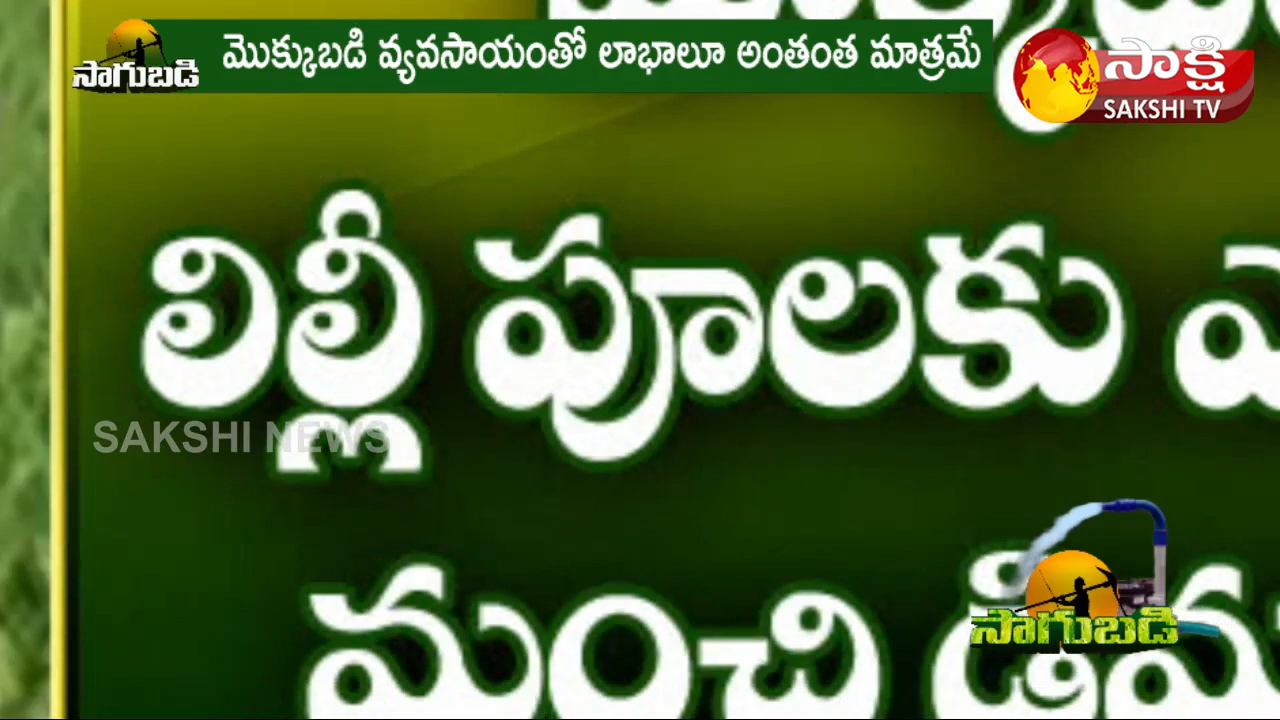 సాగుబడి
మొక్కుబడి వ్యవసాయంతో లాభాలూ అంతంత మాత్రమే
సాక్షి
SAKSHI TV
లిల్లీ పూలకు
SAKSHI NEWS
మంచి
సాగుబడి